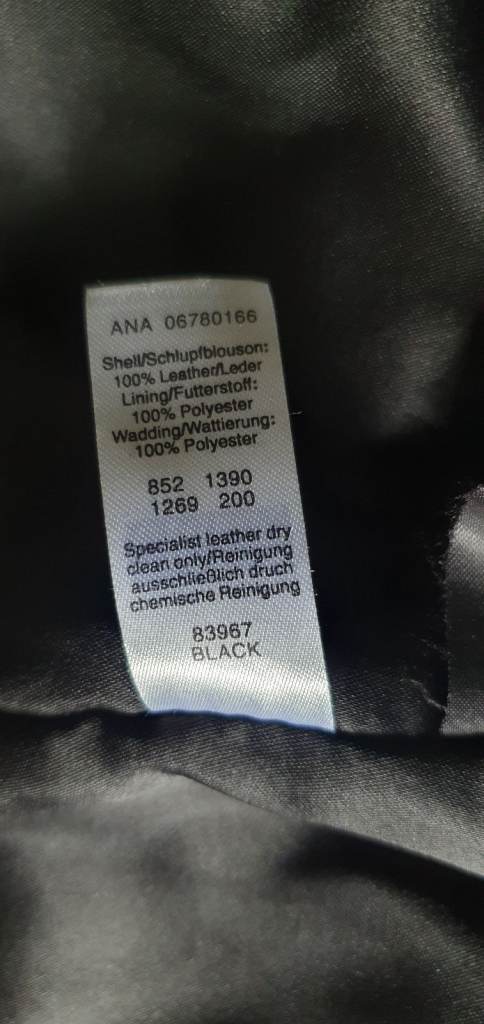 ANA 06780166
Shell/Schlupfblouson:
100% Leather/Leder
Lining/Futterstoff:
100% Polyester
Wadding/Wattierung:
100% Polyester
852 1390
1269 200
Specialist leather dry
clean only/Reinigung
ausschließlich druch
chemische Reinigung
83967
BLACK